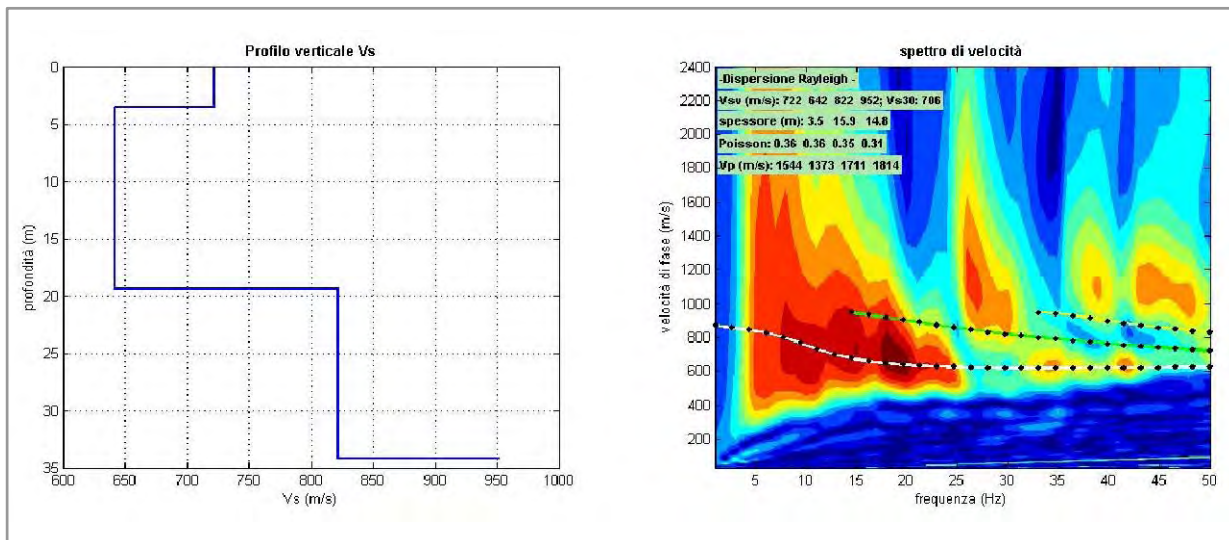 Profilo verticale Vs
0
5
10
15
20
25
30
35
600 650 700 750 800 850 900 950 1000
profondità (m)
Vs (m/s)
spettro di velocità
-Dispersione Rayleigh -
Vsv (m/s): 722 642 822 952; Vs30: 706
spessore (m): 3.5 15.9 14.8
Poisson: 0.36 0.36 0.35 0.31
Vp (m/s): 1544 1373 1711 1814
2400
2200
2000
1800
1600
1400
1200
1000
800
600
400
200
5 10 15 20 25 30 35 40 45 50
velocità di fase (m/s)
frequenza (Hz)